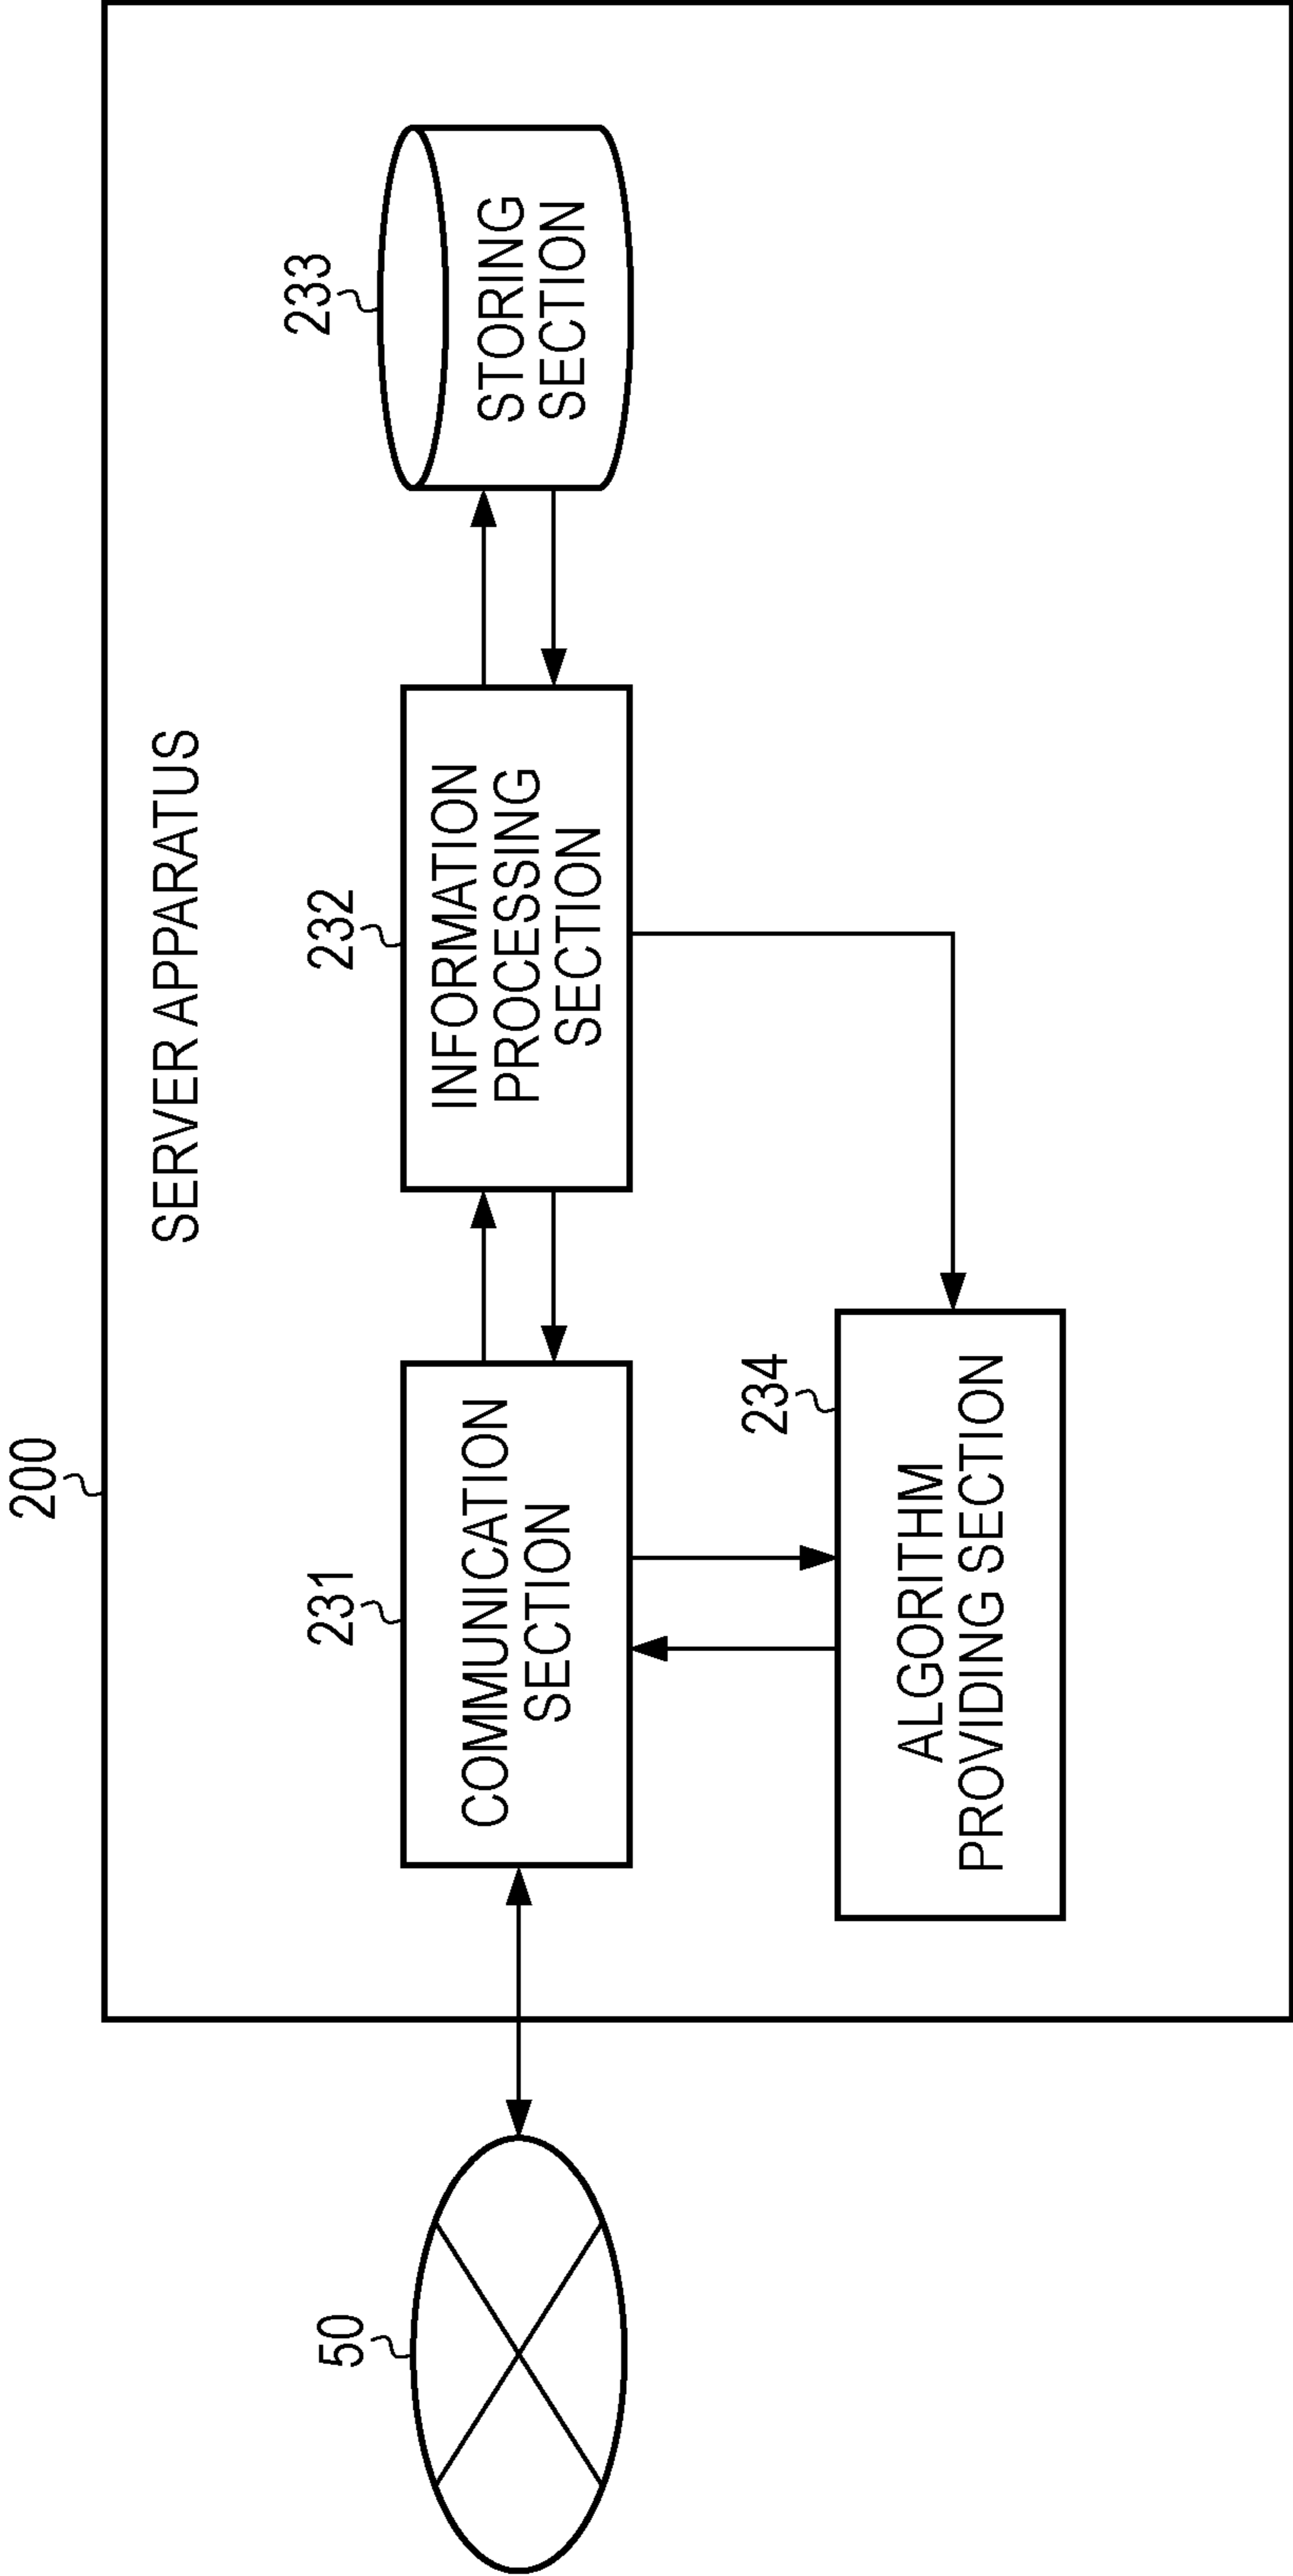 200
SERVER APPARATUS
50
231
COMMUNICATION
SECTION
232
INFORMATION
PROCESSING
SECTION
233
STORING
SECTION
234
ALGORITHM
PROVIDING SECTION